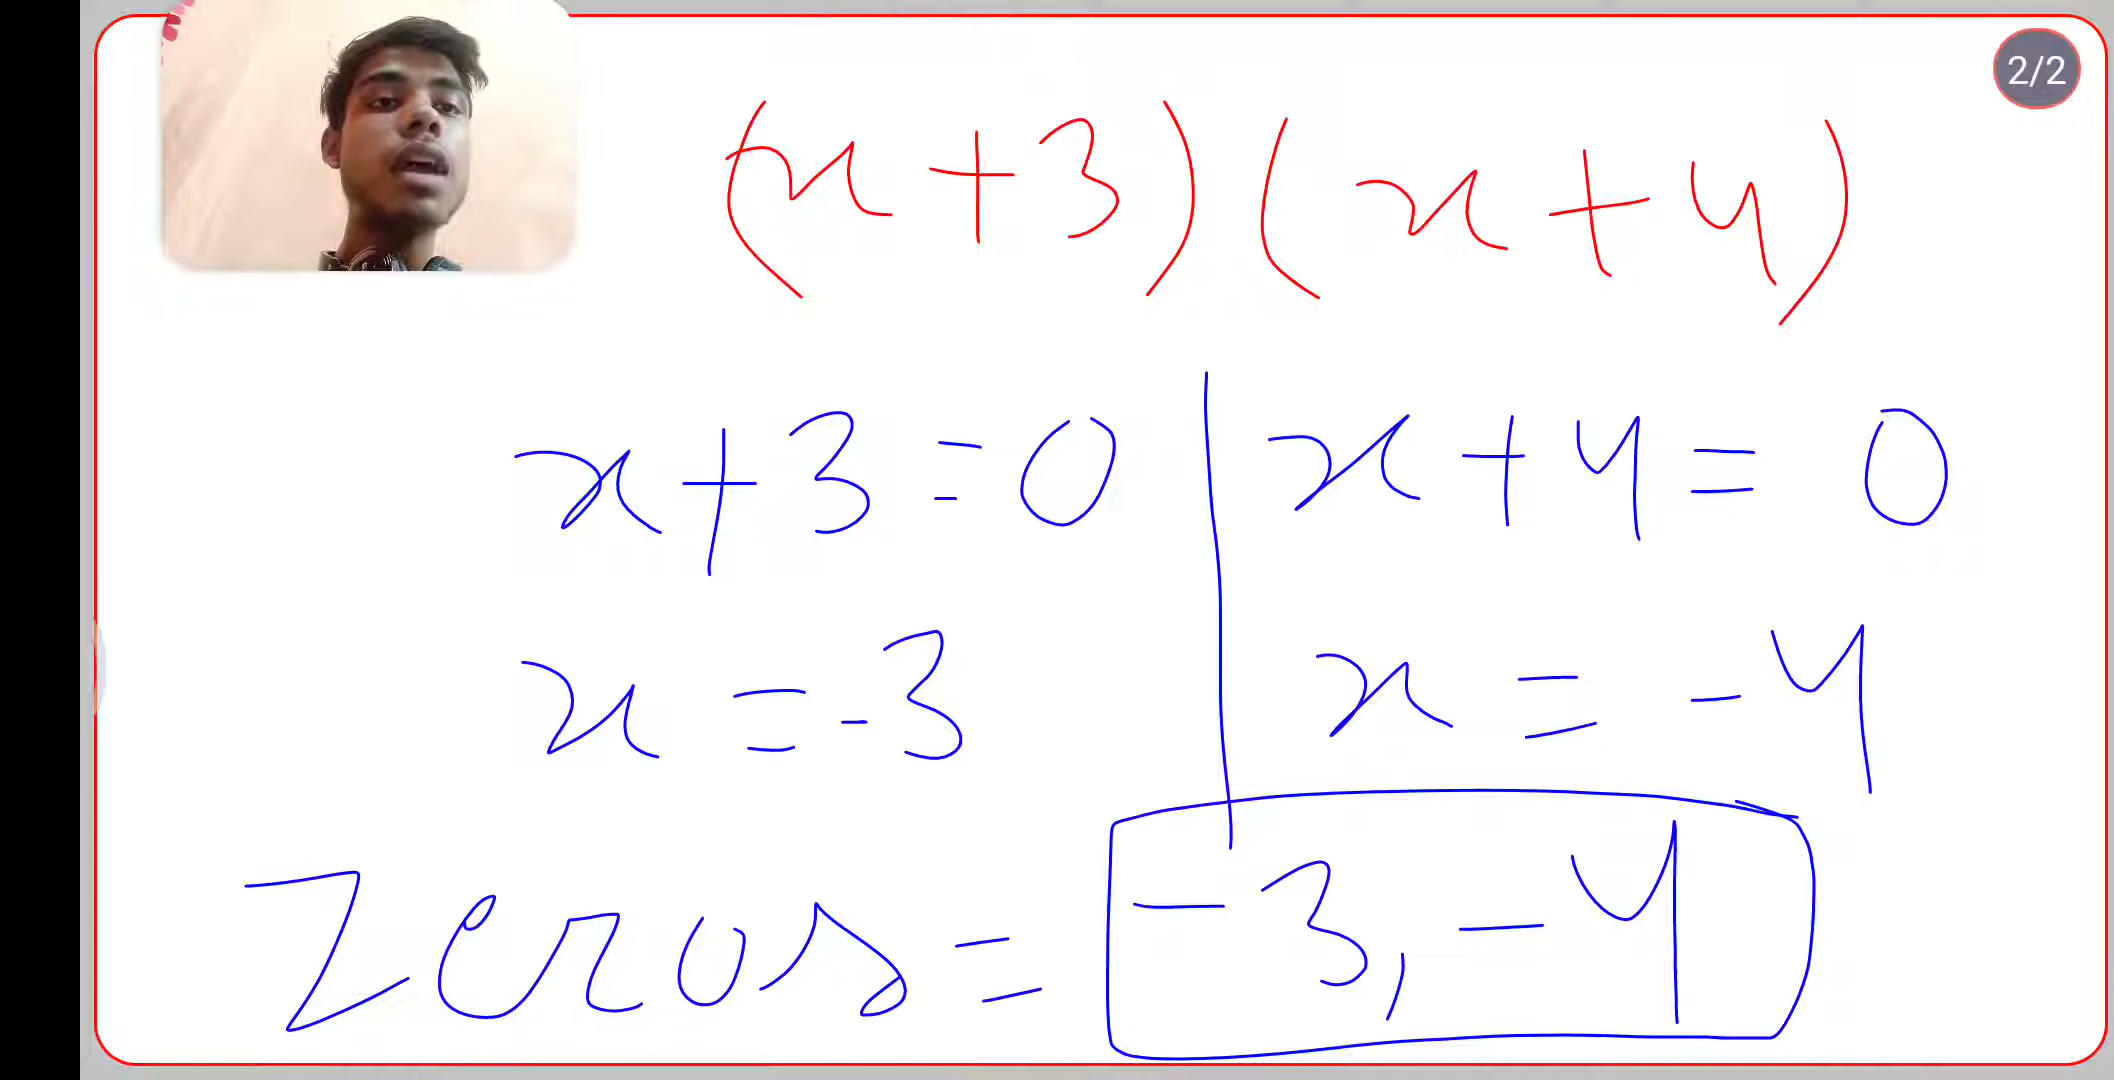 2/2
(x+3)(x+4)
x+3=0 | x+4=0
x=-3 | x=-4
Zeros = -3, -4